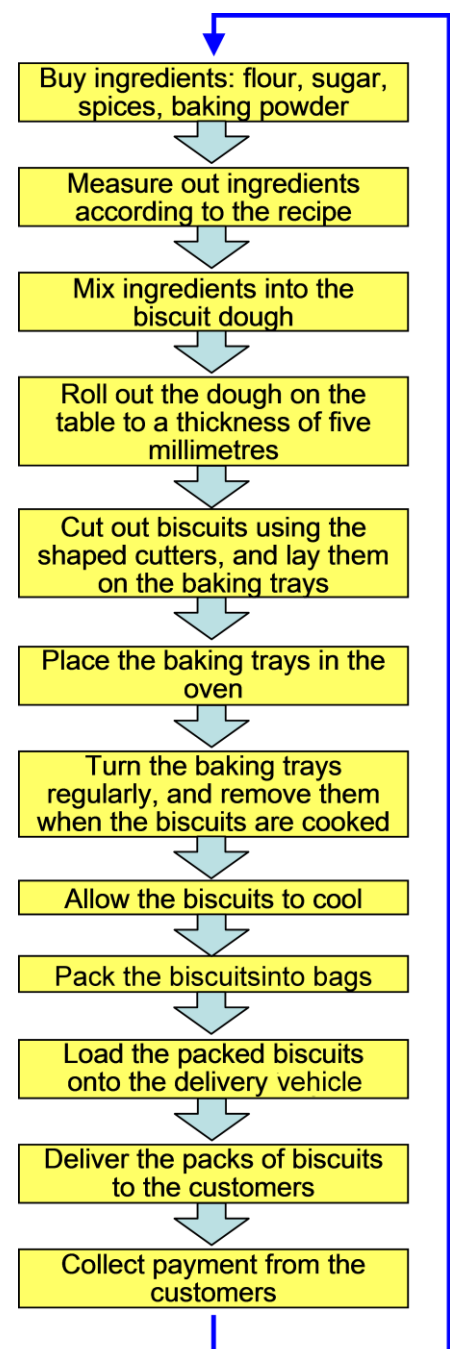 Buy ingredients: flour, sugar,
spices, baking powder
Measure out ingredients
according to the recipe
Mix ingredients into the
biscuit dough
Roll out the dough on the
table to a thickness of five
millimetres
Cut out biscuits using the
shaped cutters, and lay them
on the baking trays
Place the baking trays in the
oven
Turn the baking trays
regularly, and remove them
when the biscuits are cooked
Allow the biscuits to cool
Pack the biscuitsinto bags
Load the packed biscuits
onto the delivery vehicle
Deliver the packs of biscuits
to the customers
Collect payment from the
customers